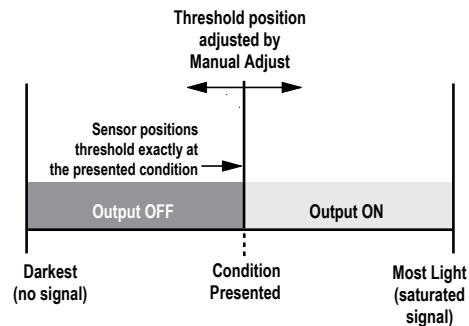 Threshold position
adjusted by
Manual Adjust
Sensor positions
threshold exactly at
the presented condition
Output OFF
Output ON
Darkest
(no signal)
Condition
Presented
Most Light
(saturated
signal)